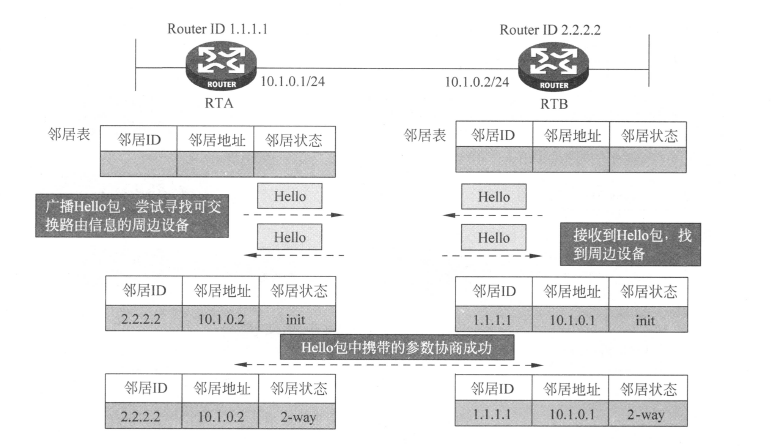 Router ID 1.1.1.1
Router ID 2.2.2.2
ROUTER
10.1.0.1/24
10.1.0.2/24
ROUTER
RTA
RTB
邻居表
邻居ID 邻居地址 邻居状态
邻居表
邻居ID 邻居地址 邻居状态
广播Hello包，尝试寻找可交
换路由信息的周边设备
Hello
Hello
Hello
Hello
接收到Hello包，找
到周边设备
邻居ID 邻居地址 邻居状态
2.2.2.2 10.1.0.2 init
邻居ID 邻居地址 邻居状态
1.1.1.1 10.1.0.1 init
Hello包中携带的参数协商成功
邻居ID 邻居地址 邻居状态
2.2.2.2 10.1.0.2 2-way
邻居ID 邻居地址 邻居状态
1.1.1.1 10.1.0.1 2-way